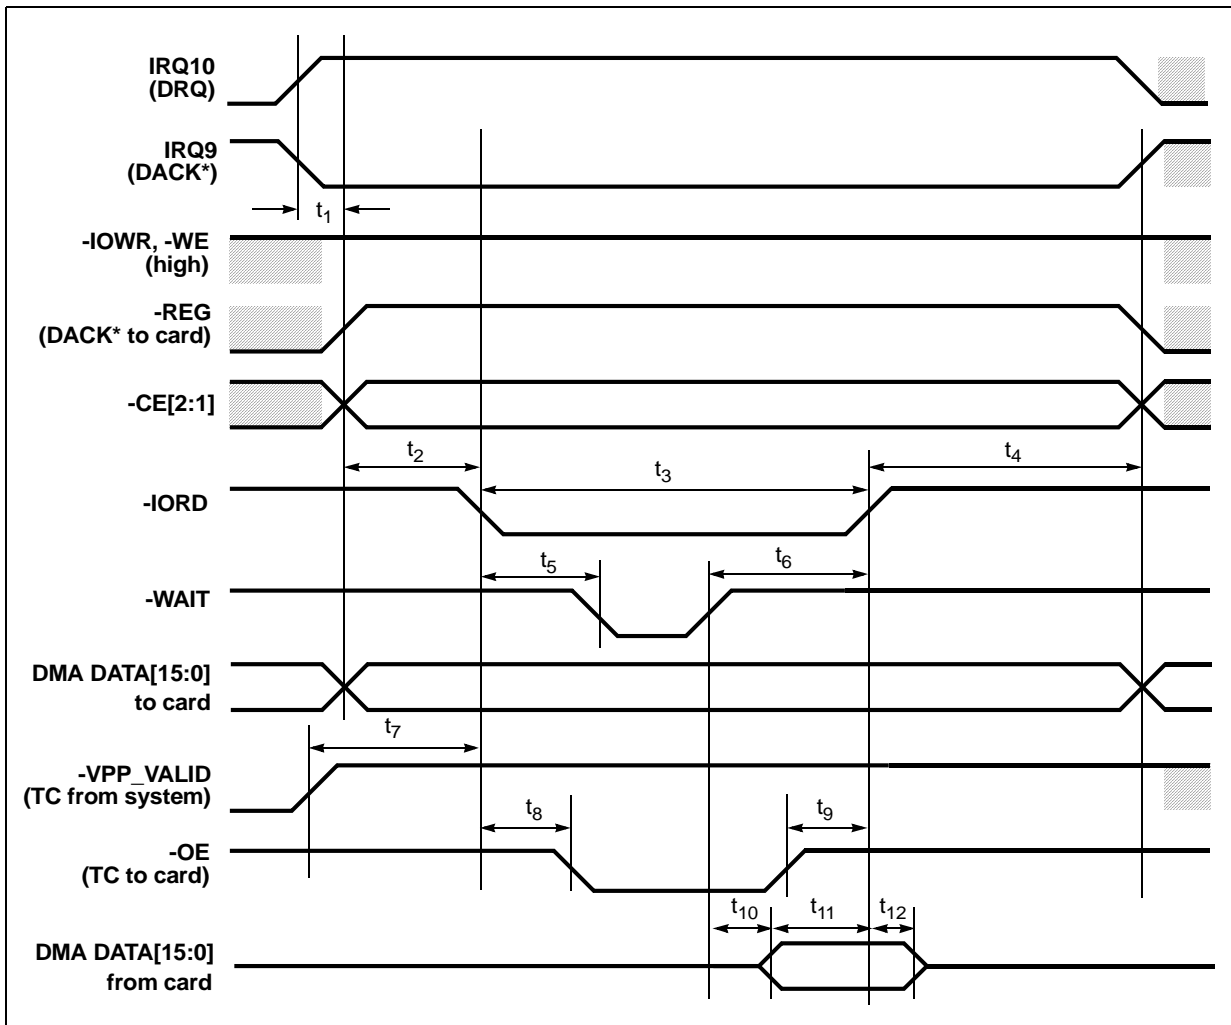 IRQ10
(DRQ)
IRQ9
(DACK*)
t1
-IOWR, -WE
(high)
-REG
(DACK* to card)
-CE[2:1]
t2
t3
t4
-IORD
t5
t6
-WAIT
DMA DATA[15:0]
to card
t7
-VPP_VALID
(TC from system)
t8
t9
-OE
(TC to card)
t10
t11
t12
DMA DATA[15:0]
from card